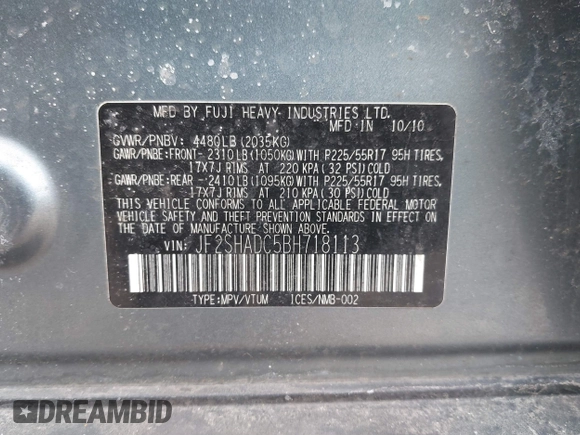 MFD BY FUJI HEAVY INDUSTRIES LTD.
MFD IN 10/10
GVWR/PNBV: 4480LB(2035KG)
GAWR/PNBE:FRONT- 2310LB(1050KG)WITH P225/55R17 95H TIRES,
17X7J RIMS AT 220 KPA(32 PSI)COLD
GAWR/PNBE:REAR -2410LB(1095KG)WITH P225/55R17 95H TIRES,
17X7J RIMS AT 210 KPA(30 PSI)COLD
THIS VEHICLE CONFORMS TO ALL APPLICABLE FEDERAL MOTOR
VEHICLE SAFETY AND THEFT PREVENTION STANDARDS IN EFFECT ON
THE DATE OF MANUFACTURE SHOWN ABOVE.
VIN: JF2SHADC5BH718113
TYPE:MPV/VTUM ICES/NMB-002
DREAMBID